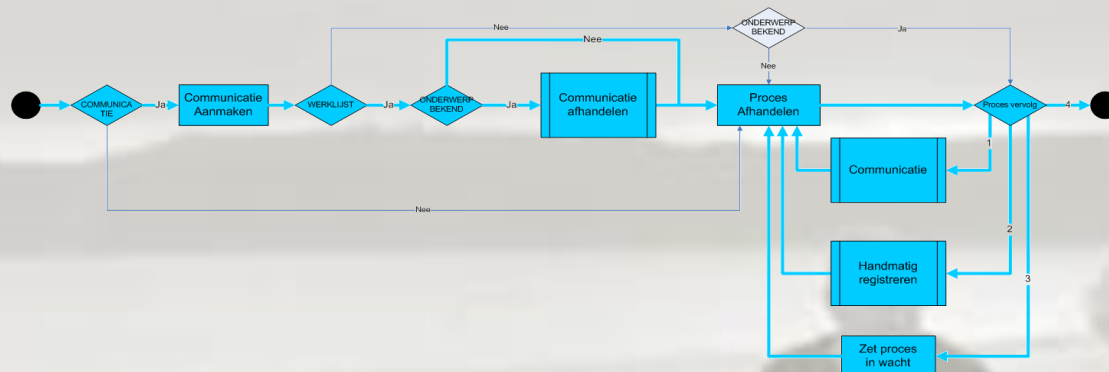 ONDERWERP
BEKEND
Nee
Ja
Nee
Nee
COMMUNICA
TIE
Ja
Communicatie
Aanmaken
WERKLIJST
Ja
ONDERWERP
BEKEND
Ja
Communicatie
afhandelen
Proces
Afhandelen
Proces vervolg
4
1
Communicatie
Nee
2
Handmatig
registreren
3
Zet proces
in wacht